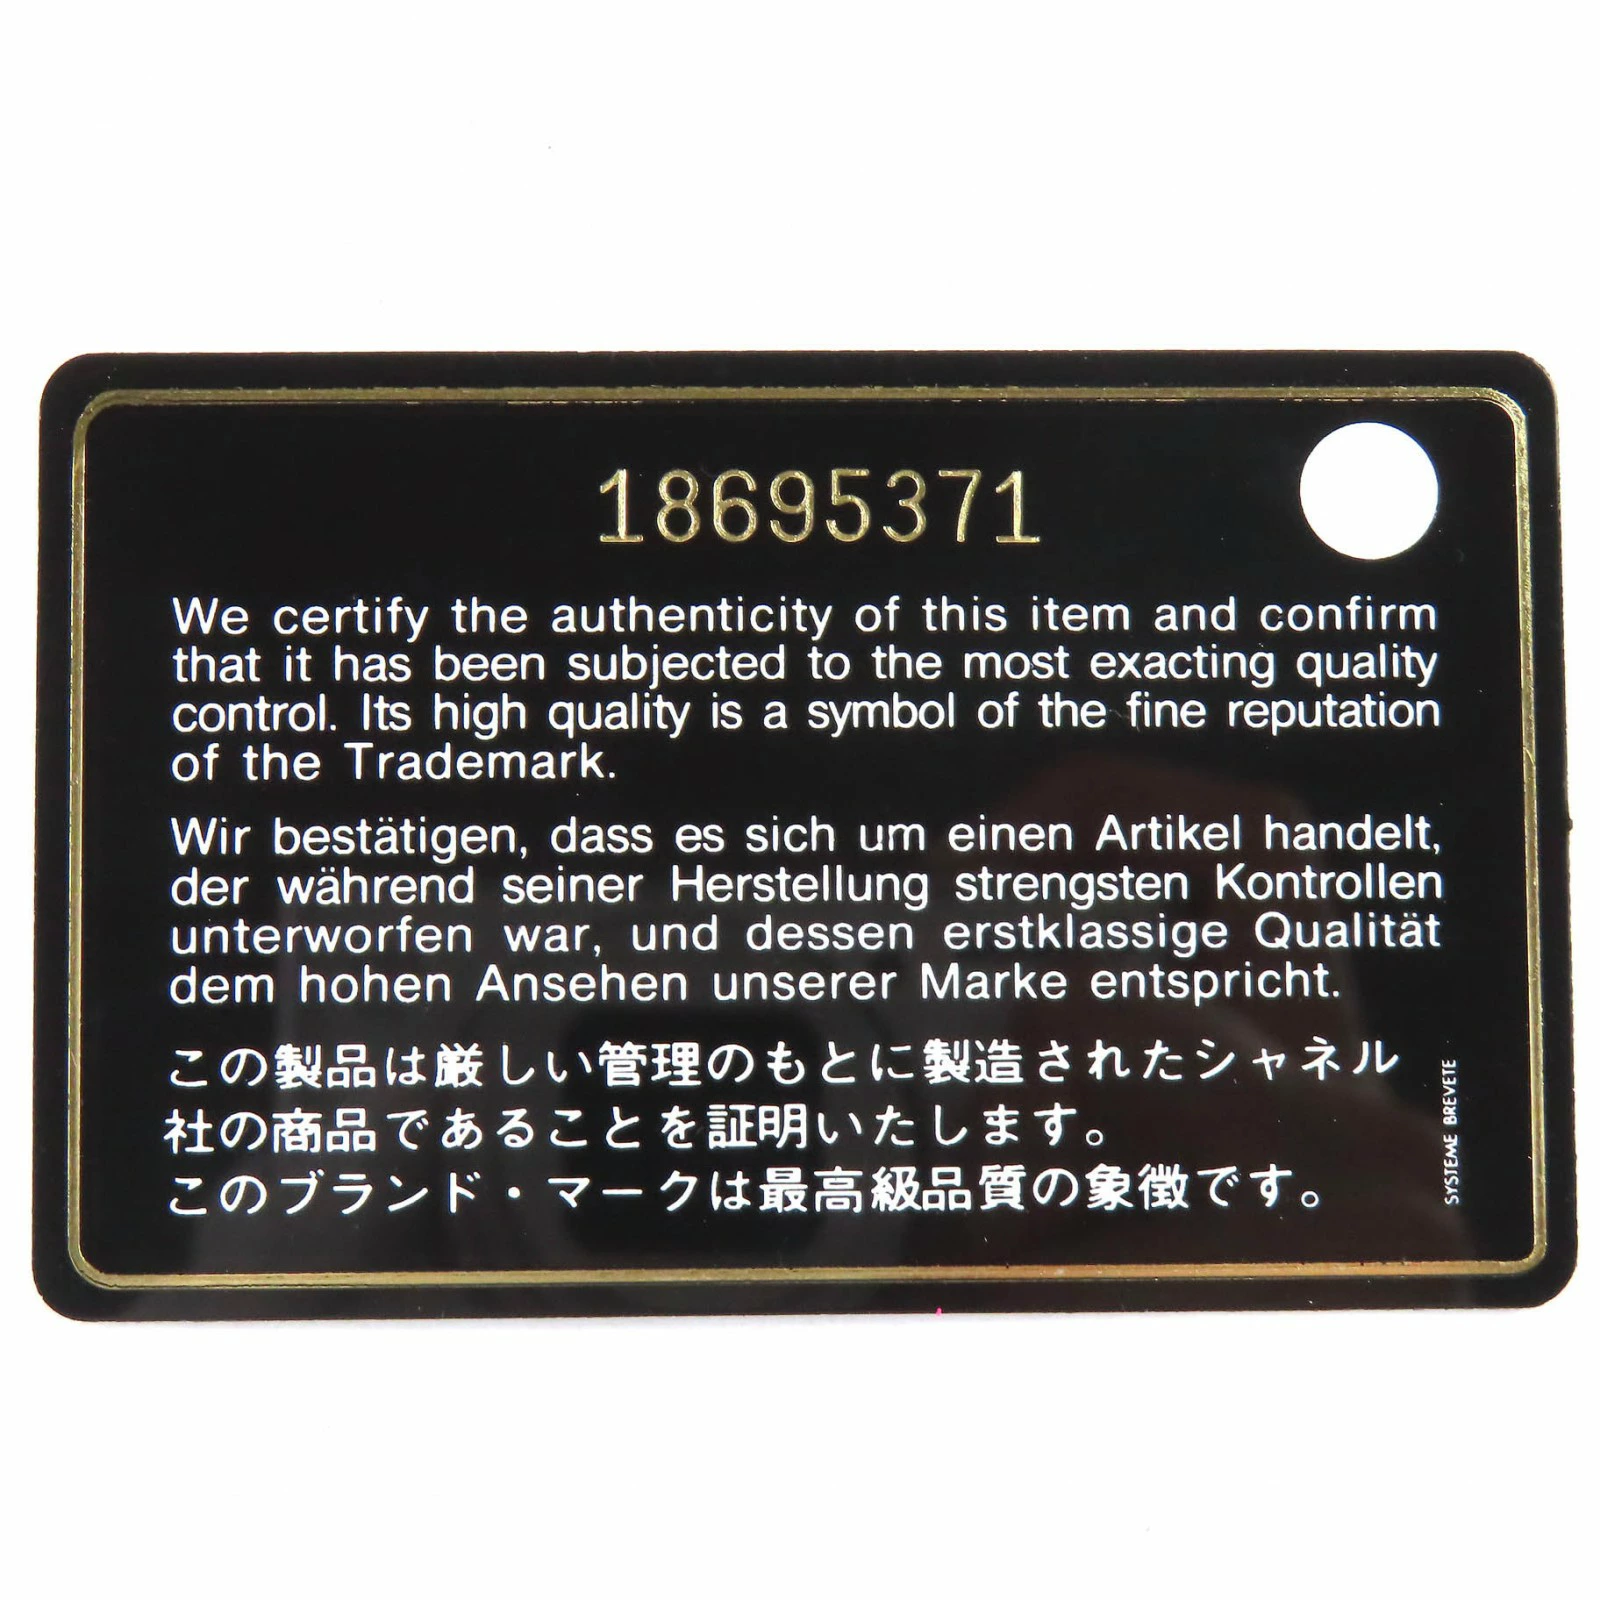 18695371
We certify the authenticity of this item and confirm
that it has been subjected to the most exacting quality
control. Its high quality is a symbol of the fine reputation
of the Trademark.
Wir bestätigen, dass es sich um einen Artikel handelt,
der während seiner Herstellung strengsten Kontrollen
unterworfen war, und dessen erstklassige Qualität
dem hohen Ansehen unserer Marke entspricht.
この製品は厳しい管理のもとに製造されたシャネル
社の商品であることを証明いたします。
このブランド・マークは最高級品質の象徴です。
SYSTEME BREVETE